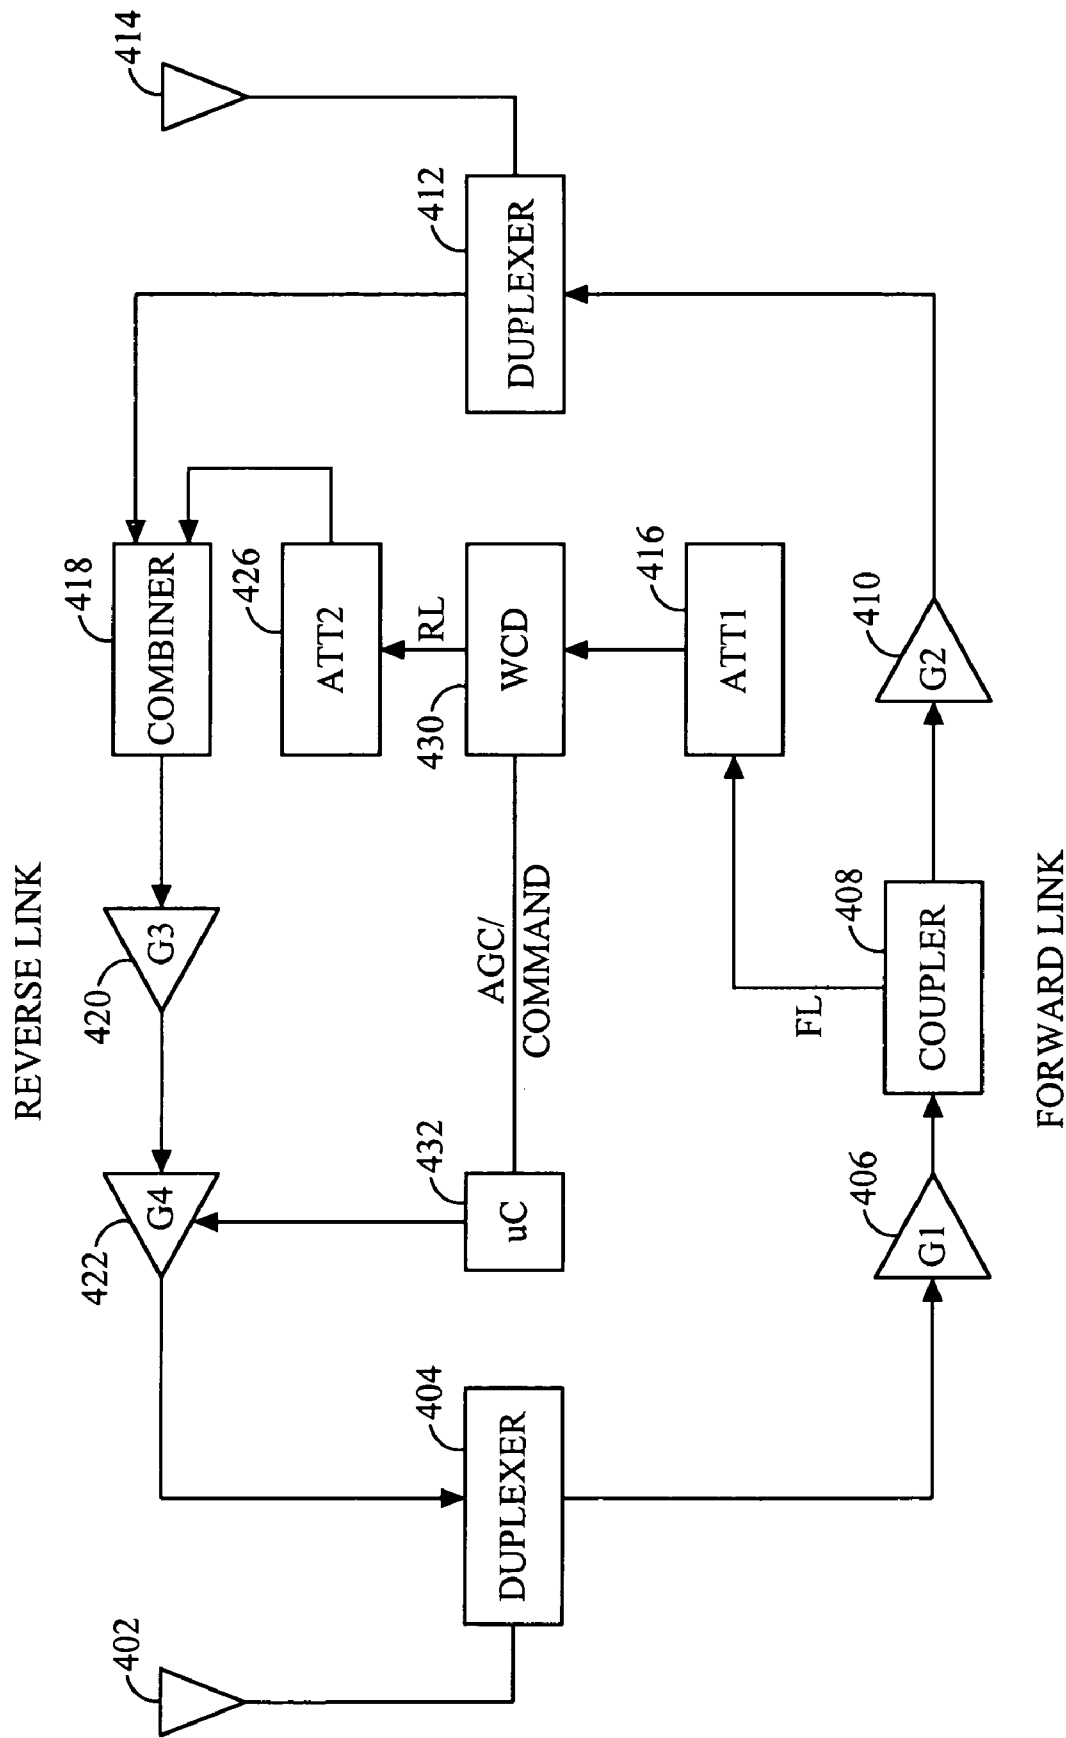 REVERSE LINK
402
404
DUPLEXER
422
G4
420
G3
418
COMBINER
426
ATT2
RL
432
uC
AGC/
COMMAND
430
WCD
416
ATT1
412
DUPLEXER
414
FL
406
G1
408
COUPLER
410
G2
FORWARD LINK